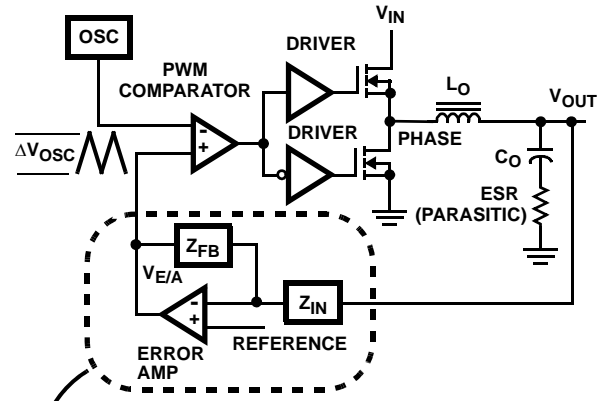 OSC
V_IN
DRIVER
PWM
COMPARATOR
L_O
V_OUT
-
+
DRIVER
PHASE
ΔV_OSC
C_O
ESR
(PARASITIC)
Z_FB
V_E/A
-
+
Z_IN
REFERENCE
ERROR
AMP